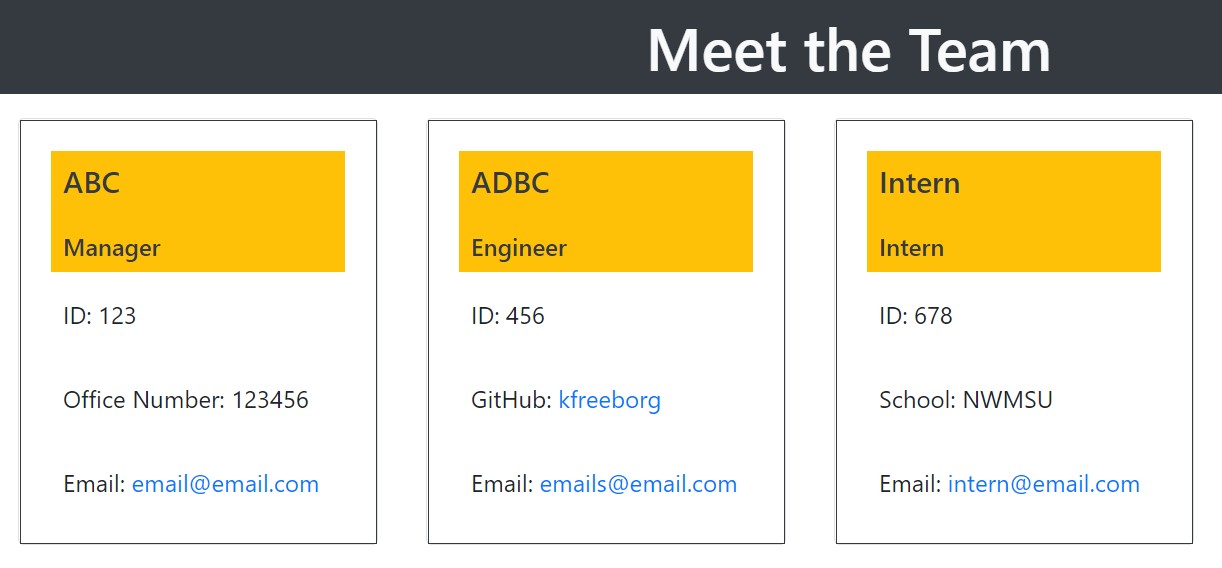 Meet the Team
ABC
Manager
ID: 123
Office Number: 123456
Email: email@email.com
ADBC
Engineer
ID: 456
GitHub: kfreeborg
Email: emails@email.com
Intern
Intern
ID: 678
School: NWMSU
Email: intern@email.com